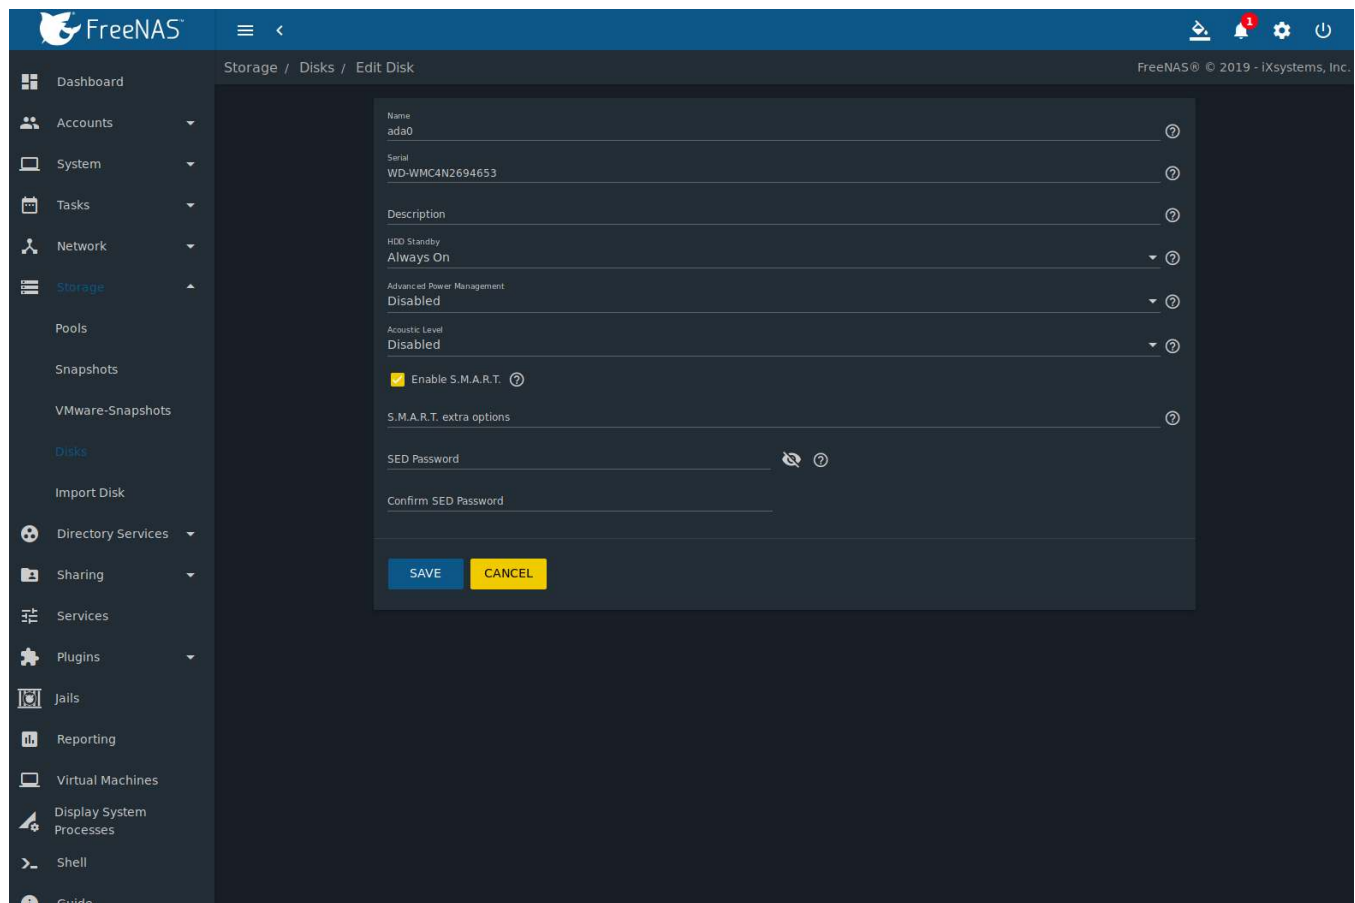 FreeNAS™
1
Storage / Disks / Edit Disk
FreeNAS® © 2019 - iXsystems, Inc.
Dashboard
Accounts
System
Tasks
Network
Storage
Pools
Snapshots
VMware-Snapshots
Disks
Import Disk
Directory Services
Sharing
Services
Plugins
Jails
Reporting
Virtual Machines
Display System
Processes
Shell
Guide
Name
ada0
Serial
WD-WMC4N2694653
Description
HDD Standby
Always On
Advanced Power Management
Disabled
Acoustic Level
Disabled
Enable S.M.A.R.T.
S.M.A.R.T. extra options
SED Password
Confirm SED Password
SAVE
CANCEL